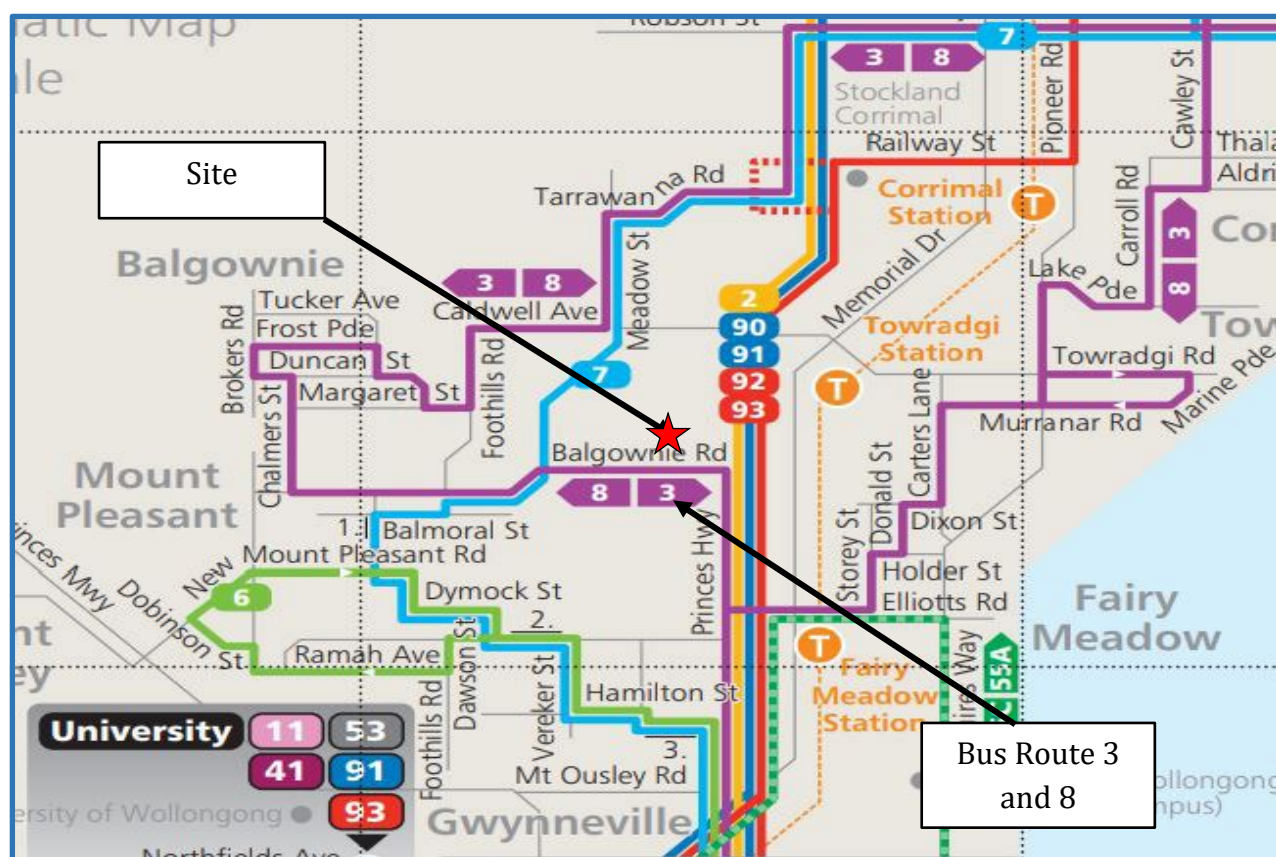 atic Map
ale
Robson St
7
3 8
Stockland
Corrimal
Pioneer Rd
Cawley St
Railway St
Site
Tarrawanna Rd
Corrimal
Station
T
Carroll Rd
3
8
Balgownie
3 8
Meadow St
Memorial Dr
Lake Pde
Tucker Ave
Caldwell Ave
2
90
91
92
93
Frost Pde
Towradgi
Station
T
Brokers Rd
Duncan St
7
Towradgi Rd
Margaret St
Foothills Rd
Carters Lane
Marine Pde
Murranar Rd
Chalmers St
Balgownie Rd
8 3
Donald St
Mount
Pleasant
1.
Balmoral St
Princes Hwy
Storey St
Dixon St
Mount Pleasant Rd
New
Princes Mwy
Dobinson St
6
Dymock St
Holder St
Elliotts Rd
Fairy
Meadow
2.
T
Ramah Ave
Dawson St
Fairy
Meadow
Station
55A
Vereker St
Hamilton St
University 11 53
41 91
93
Foothills Rd
3.
Mt Ousley Rd
Bus Route 3
and 8
ersity of Wollongong
Gwynneville
ollongong
mpus)
Northfields Ave